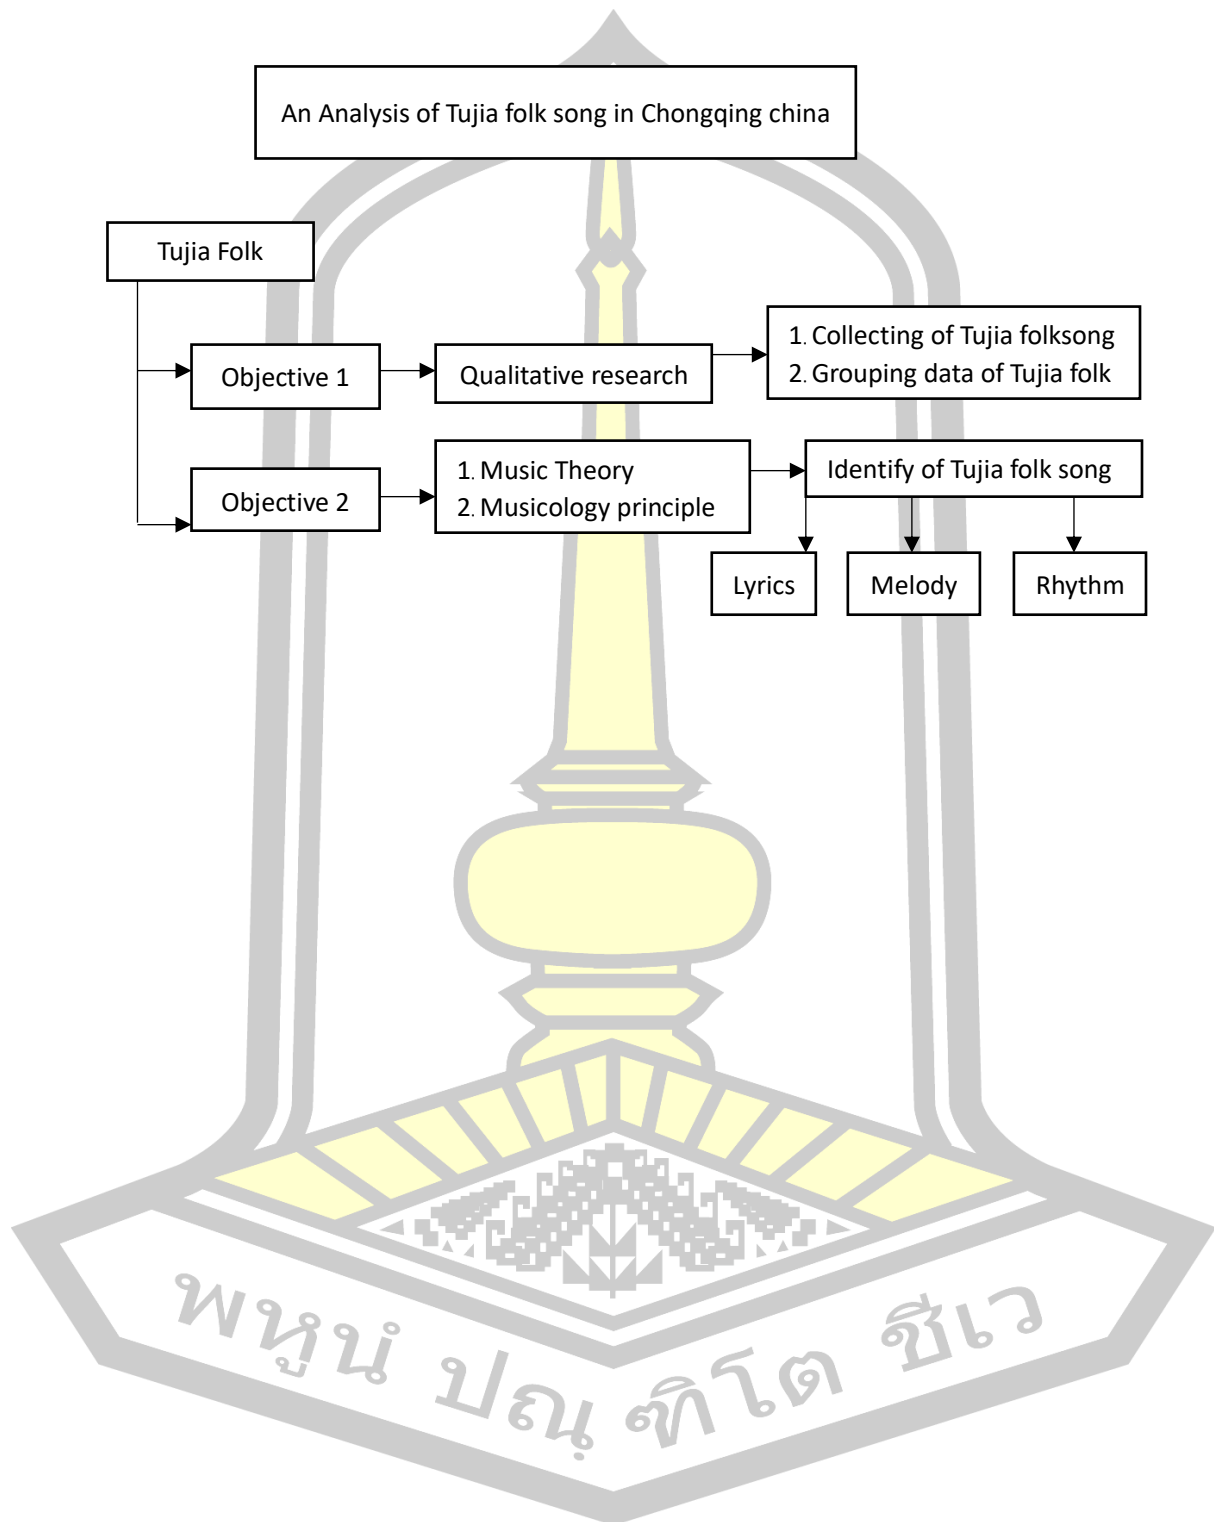 An Analysis of Tujia folk song in Chongqing china
Tujia Folk
Objective 1
Qualitative research
1. Collecting of Tujia folksong
2. Grouping data of Tujia folk
Objective 2
1. Music Theory
2. Musicology principle
Identify of Tujia folk song
Lyrics
Melody
Rhythm
พหูนํ ปณฺฑิโต ชีเว